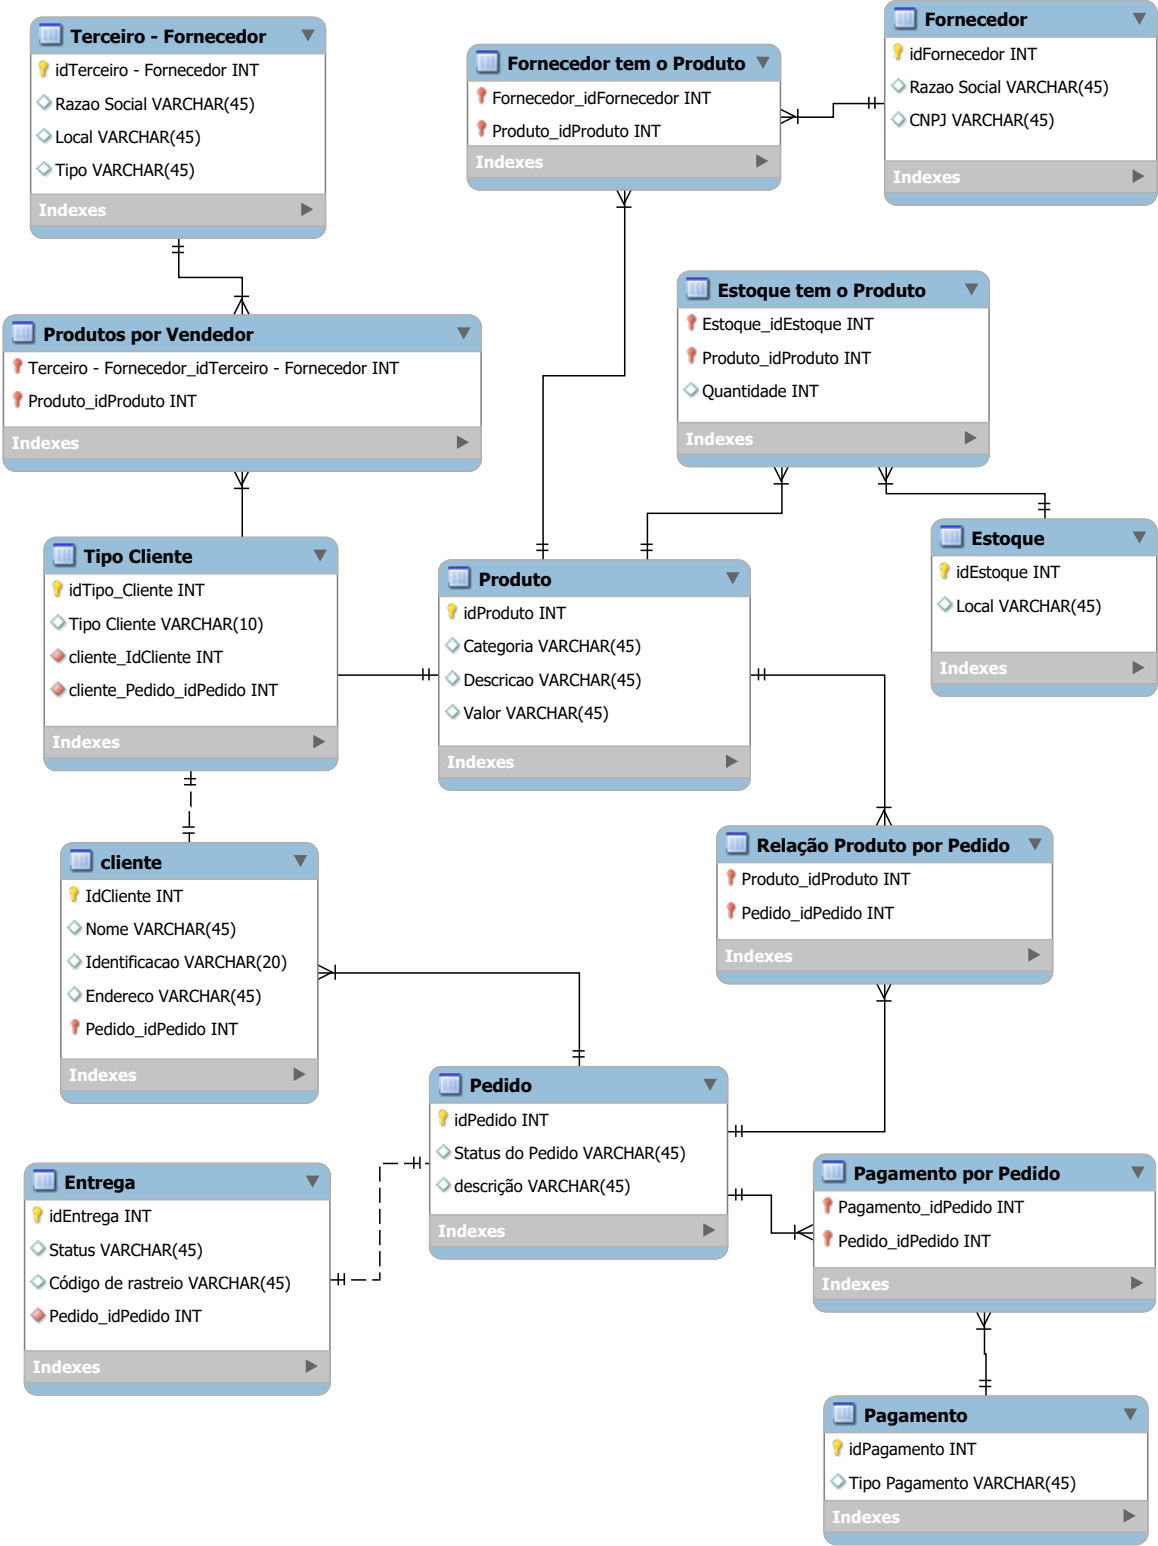 Terceiro - Fornecedor
idTerceiro - Fornecedor INT
Razao Social VARCHAR(45)
Local VARCHAR(45)
Tipo VARCHAR(45)
Indexes
Fornecedor tem o Produto
Fornecedor_idFornecedor INT
Produto_idProduto INT
Indexes
Fornecedor
idFornecedor INT
Razao Social VARCHAR(45)
CNPJ VARCHAR(45)
Indexes
Produtos por Vendedor
Terceiro - Fornecedor_idTerceiro - Fornecedor INT
Produto_idProduto INT
Indexes
Estoque tem o Produto
Estoque_idEstoque INT
Produto_idProduto INT
Quantidade INT
Indexes
Tipo Cliente
idTipo_Cliente INT
Tipo Cliente VARCHAR(10)
cliente_IdCliente INT
cliente_Pedido_idPedido INT
Indexes
Produto
idProduto INT
Categoria VARCHAR(45)
Descricao VARCHAR(45)
Valor VARCHAR(45)
Indexes
Estoque
idEstoque INT
Local VARCHAR(45)
Indexes
cliente
IdCliente INT
Nome VARCHAR(45)
Identificacao VARCHAR(20)
Endereco VARCHAR(45)
Pedido_idPedido INT
Indexes
Relação Produto por Pedido
Produto_idProduto INT
Pedido_idPedido INT
Indexes
Pedido
idPedido INT
Status do Pedido VARCHAR(45)
descrição VARCHAR(45)
Indexes
Entrega
idEntrega INT
Status VARCHAR(45)
Código de rastreio VARCHAR(45)
Pedido_idPedido INT
Indexes
Pagamento por Pedido
Pagamento_idPedido INT
Pedido_idPedido INT
Indexes
Pagamento
idPagamento INT
Tipo Pagamento VARCHAR(45)
Indexes